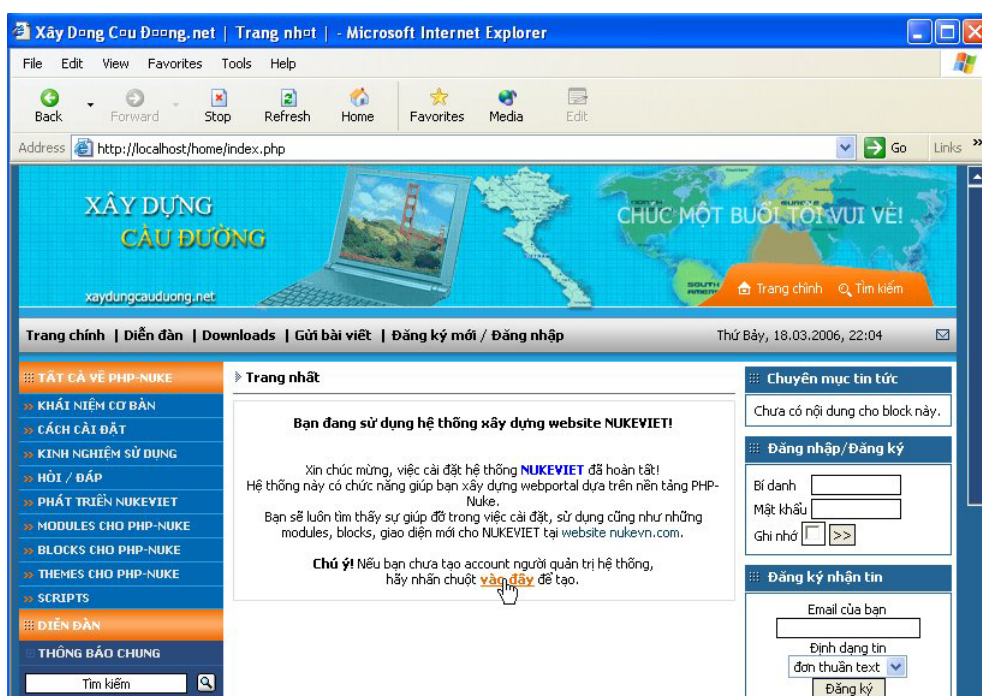 Xây D¤ng C¤u Đ¤¤ng.net | Trang nh¤t | - Microsoft Internet Explorer
File Edit View Favorites Tools Help
Back Forward Stop Refresh Home Favorites Media Edit
Address http://localhost/home/index.php Go Links »
XÂY DỰNG
CẦU ĐƯỜNG
xaydungcauduong.net
CHÚC MỘT BUỔI TỐI VUI VẺ!
NORTH
EUROPE
SOUTH
Trang chính Tìm kiếm
Trang chính | Diễn đàn | Downloads | Gửi bài viết | Đăng ký mới / Đăng nhập Thứ Bảy, 18.03.2006, 22:04
TẤT CẢ VỀ PHP-NUKE
» KHÁI NIỆM CƠ BẢN
» CÁCH CÀI ĐẶT
» KINH NGHIỆM SỬ DỤNG
» HỎI / ĐÁP
» PHÁT TRIỂN NUKEVIET
» MODULES CHO PHP-NUKE
» BLOCKS CHO PHP-NUKE
» THEMES CHO PHP-NUKE
» SCRIPTS
DIỄN ĐÀN
THÔNG BÁO CHUNG
Tìm kiếm
Trang nhất
Bạn đang sử dụng hệ thống xây dựng website NUKEVIET!
Xin chúc mừng, việc cài đặt hệ thống NUKEVIET đã hoàn tất!
Hệ thống này có chức năng giúp bạn xây dựng webportal dựa trên nền tảng PHP-
Nuke.
Bạn sẽ luôn tìm thấy sự giúp đỡ trong việc cài đặt, sử dụng cũng như những
modules, blocks, giao diện mới cho NUKEVIET tại website nukevn.com.
Chú ý! Nếu bạn chưa tạo account người quản trị hệ thống,
hãy nhấn chuột vào đây để tạo.
Chuyên mục tin tức
Chưa có nội dung cho block này.
Đăng nhập/Đăng ký
Bí danh
Mật khẩu
Ghi nhớ >>
Đăng ký nhận tin
Email của bạn
Định dạng tin
đơn thuần text
Đăng ký